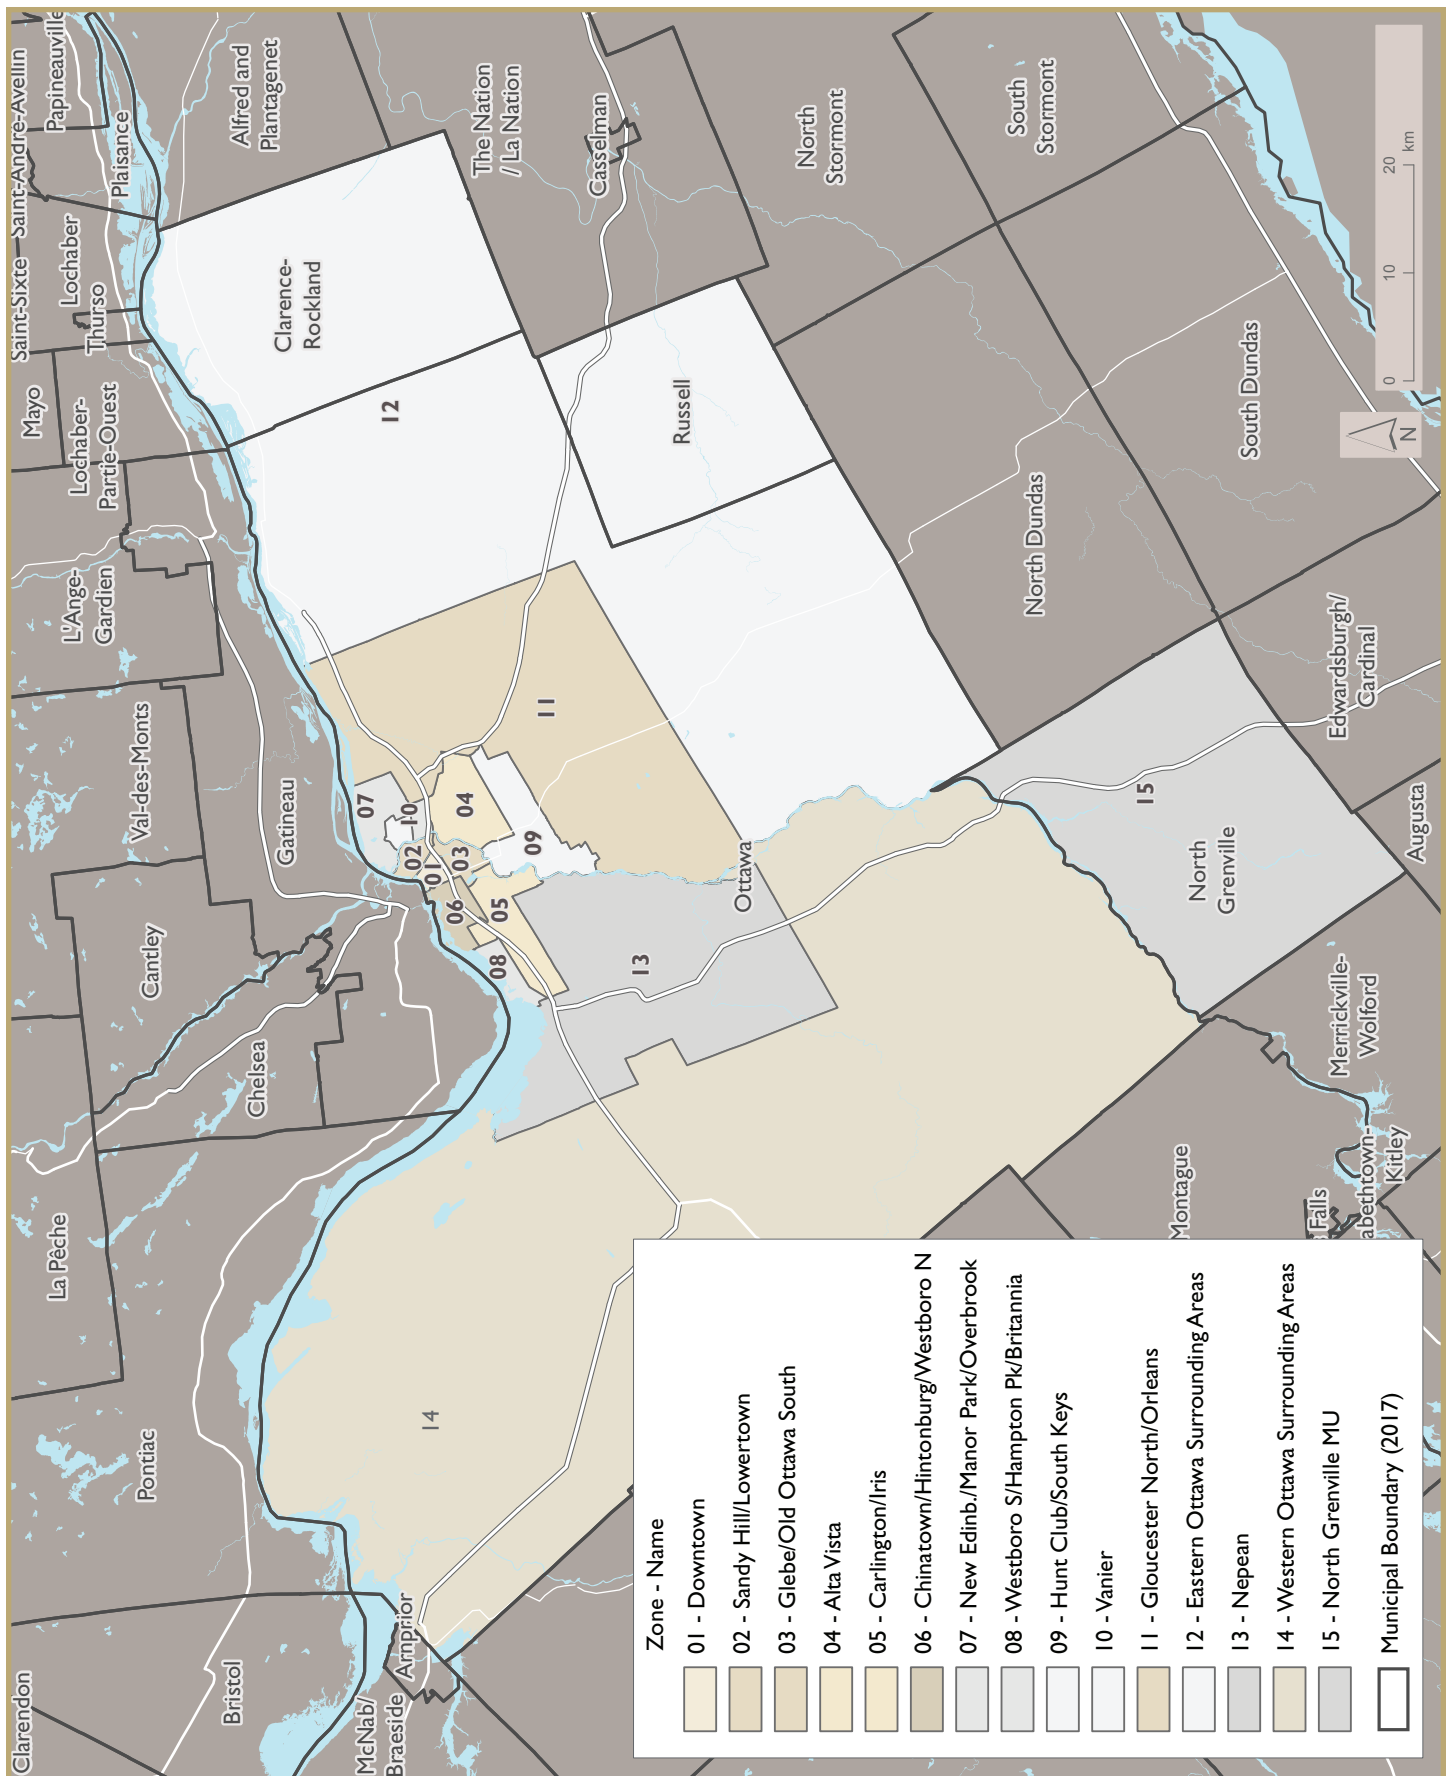 Clarendon
Bristol
McNab/
Braeside
Arnprior
Pontiac
La Pêche
Chelsea
Cantley
Val-des-Monts
Gatineau
L'Ange-
Gardien
Mayo
Lochaber-
Partie-Ouest
Saint-Sixte
Thurso
Lochaber
Saint-André-Avellin
Papineauville
Plaisance
Alfred and
Plantagenet
Clarence-
Rockland
The Nation
/ La Nation
Casselman
North
Stormont
South
Stormont
Russell
North Dundas
South Dundas
Edwardsburgh/
Cardinal
Augusta
North
Grenville
Merrickville-
Wolford
Montague
Falls
abethtown-
Kitley
Ottawa
14
13
08
06
05
01
02
03
04
07
10
09
11
12
15
Zone - Name
01 - Downtown
02 - Sandy Hill/Lowertown
03 - Glebe/Old Ottawa South
04 - Alta Vista
05 - Carlington/Iris
06 - Chinatown/Hintonburg/Westboro N
07 - New Edinb./Manor Park/Overbrook
08 - Westboro S/Hampton Pk/Britannia
09 - Hunt Club/South Keys
10 - Vanier
11 - Gloucester North/Orleans
12 - Eastern Ottawa Surrounding Areas
13 - Nepean
14 - Western Ottawa Surrounding Areas
15 - North Grenville MU
Municipal Boundary (2017)
N
0 10 20
km